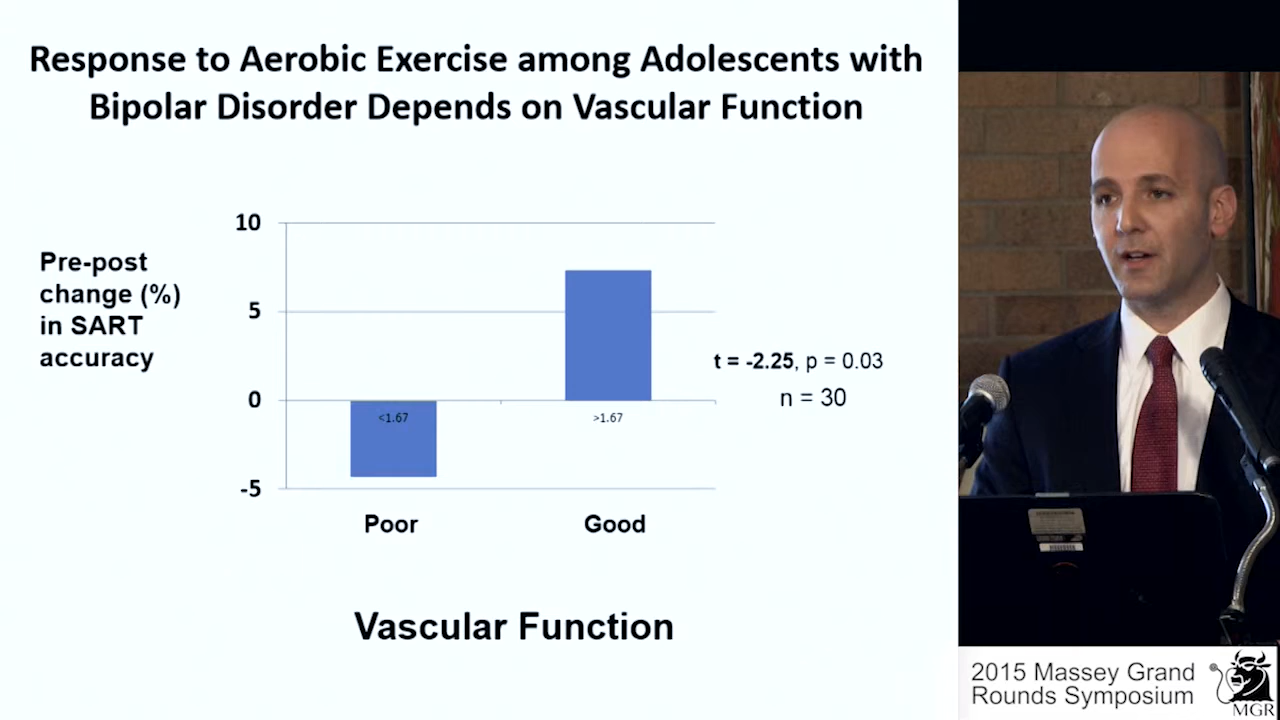 Response to Aerobic Exercise among Adolescents with
Bipolar Disorder Depends on Vascular Function
Pre-post
change (%)
in SART
accuracy
10
5
0
-5
<1.67
>1.67
t = -2.25, p = 0.03
n = 30
Poor
Good
Vascular Function
2015 Massey Grand
Rounds Symposium
MGR